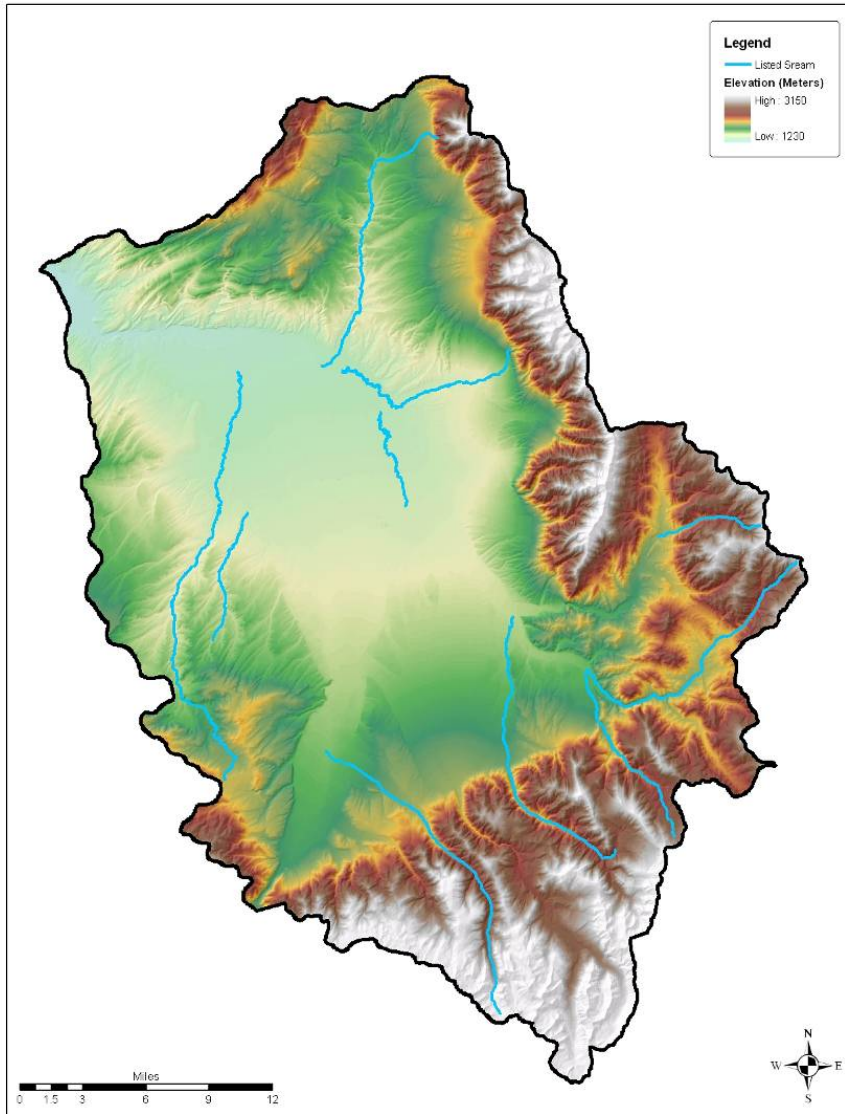 Legend
Listed Sream
Elevation (Meters)
High : 3150
Low : 1230
Miles
0 1.5 3 6 9 12
N
W E
S